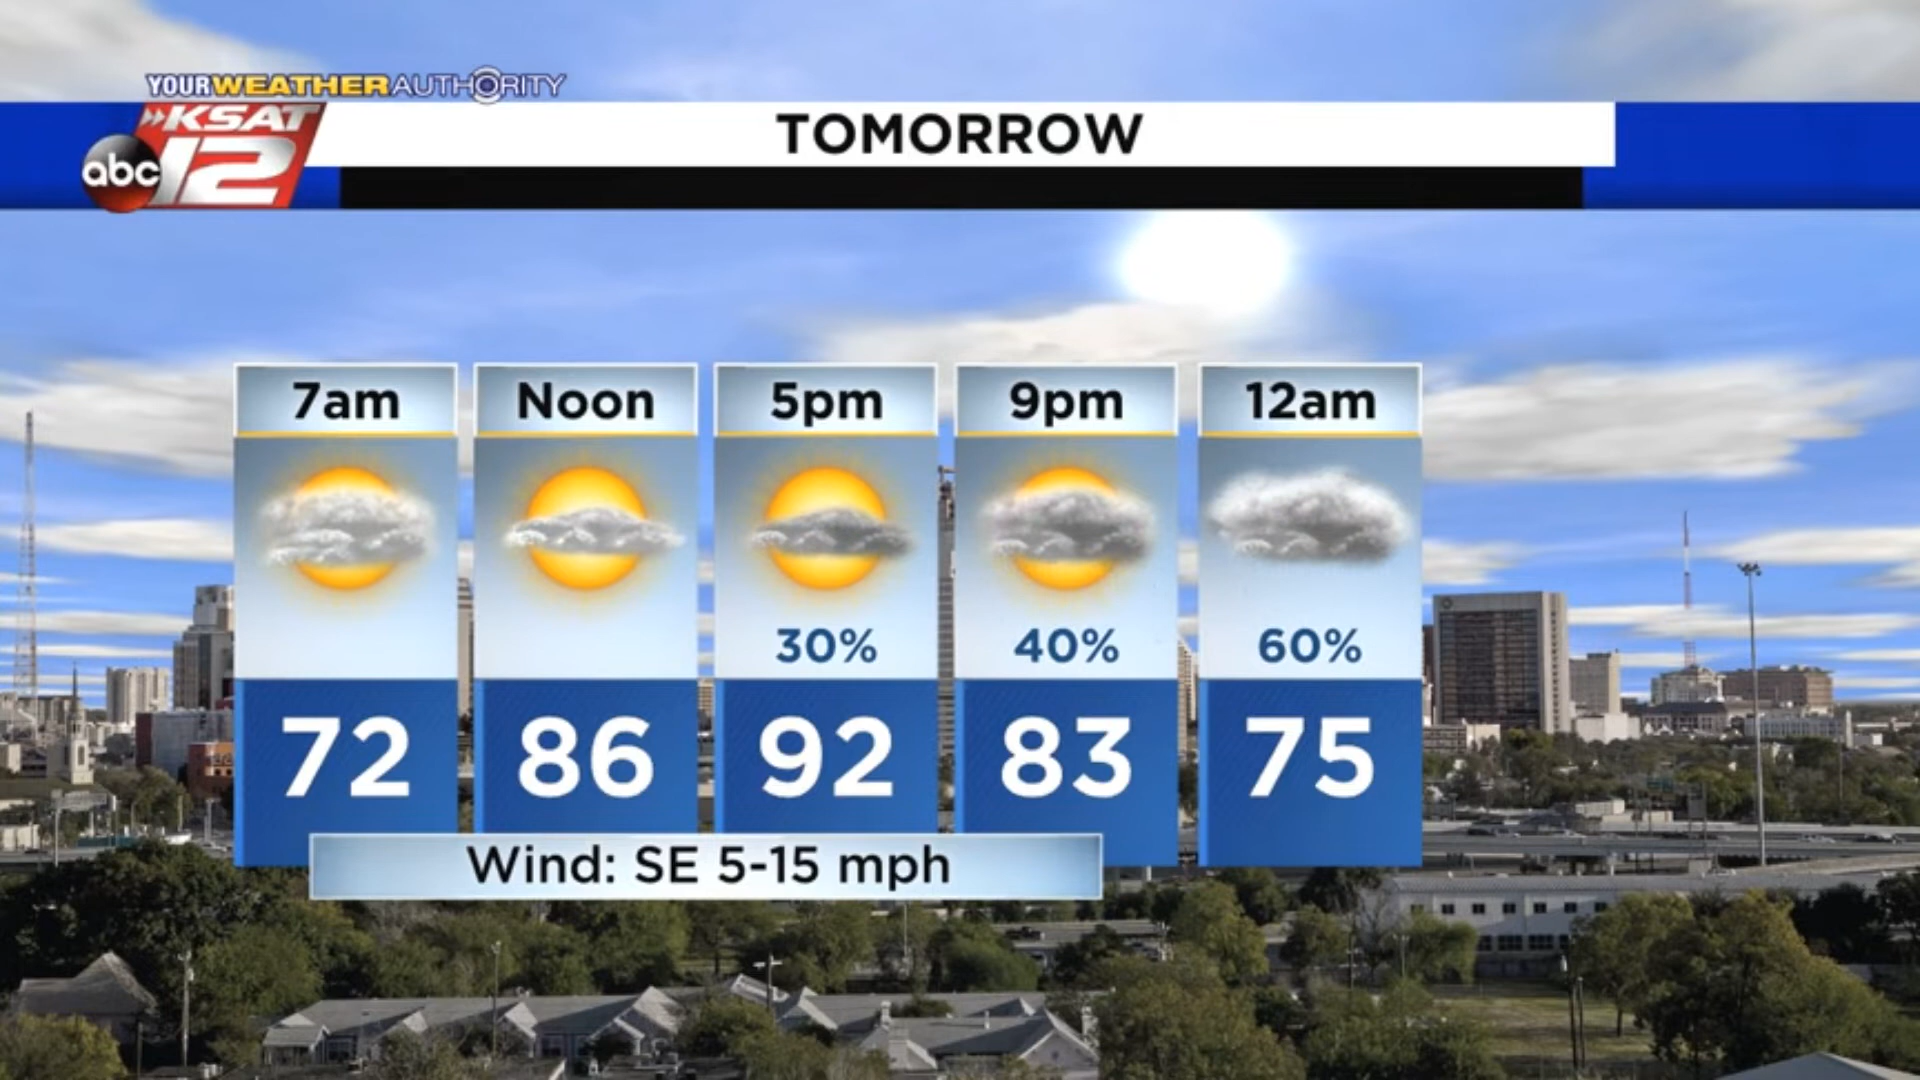 YOUR WEATHER AUTHORITY
KSAT
abc 12
TOMORROW
7am Noon 5pm 9pm 12am
30% 40% 60%
72 86 92 83 75
Wind: SE 5-15 mph